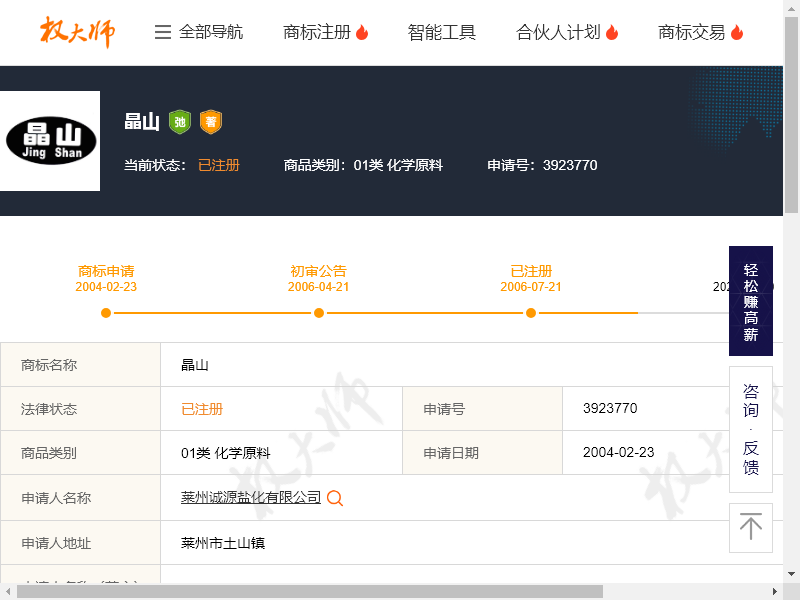 权大师 全部导航 商标注册 智能工具 合伙人计划 商标交易
晶山
Jing Shan
晶山 驰 著
当前状态： 已注册 商品类别：01类 化学原料 申请号：3923770
商标申请 初审公告 已注册
2004-02-23 2006-04-21 2006-07-21
轻松赚高薪
商标名称 晶山
法律状态 已注册 申请号 3923770
商品类别 01类 化学原料 申请日期 2004-02-23
咨询·反馈
申请人名称 莱州诚源盐化有限公司
申请人地址 莱州市土山镇
权大师
权大师